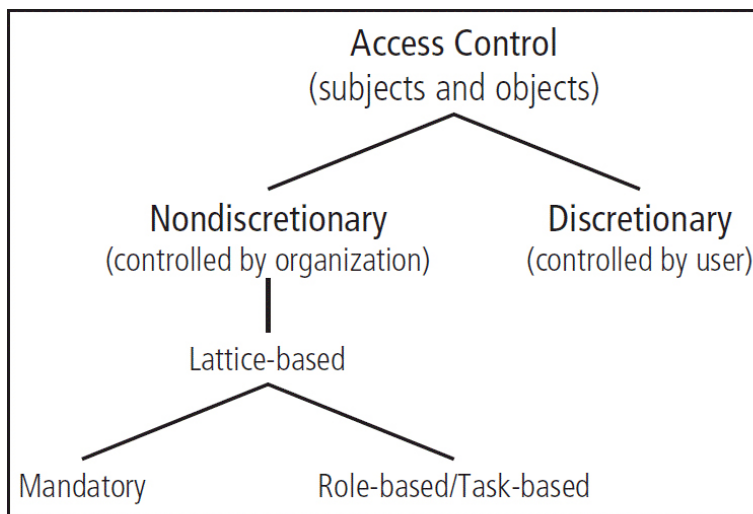 Access Control
(subjects and objects)
Nondiscretionary
(controlled by organization)
Discretionary
(controlled by user)
Lattice-based
Mandatory
Role-based/Task-based